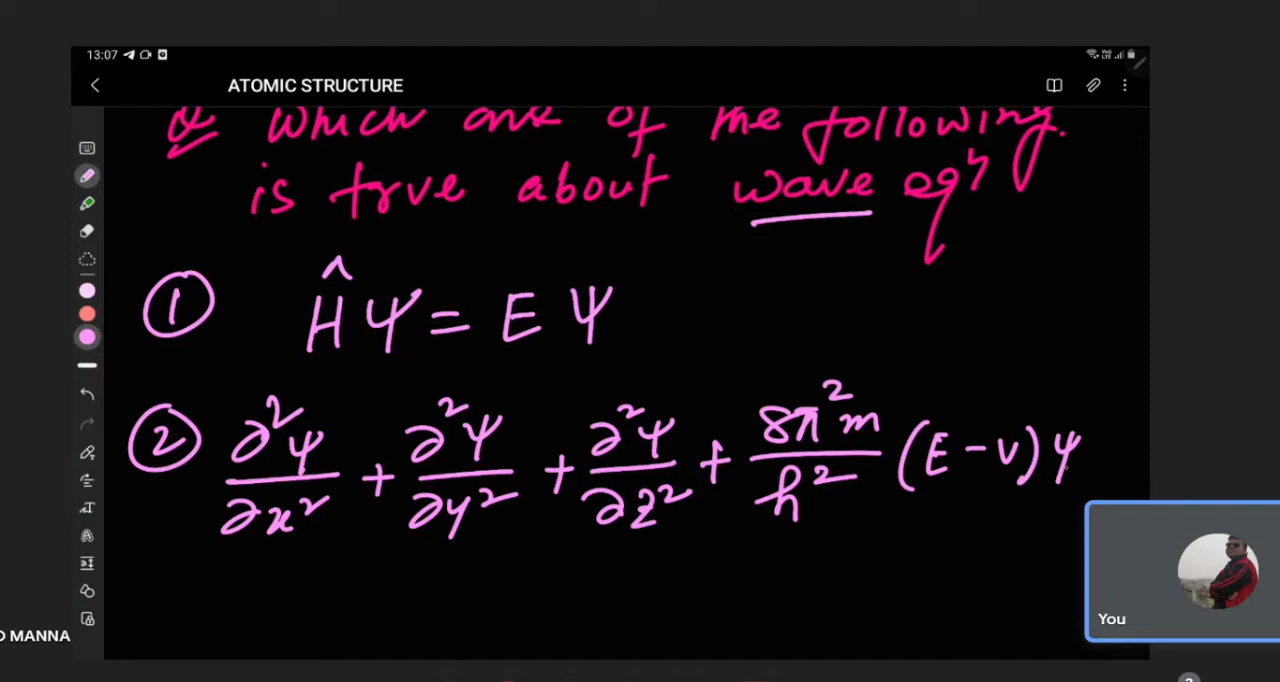 13:07
ATOMIC STRUCTURE
Q Which one of the following.
is true about wave eqn
① Ĥψ = Eψ
② ∂²ψ/∂x² + ∂²ψ/∂y² + ∂²ψ/∂z² + 8π²m/h² (E-V)ψ
You
MANNA